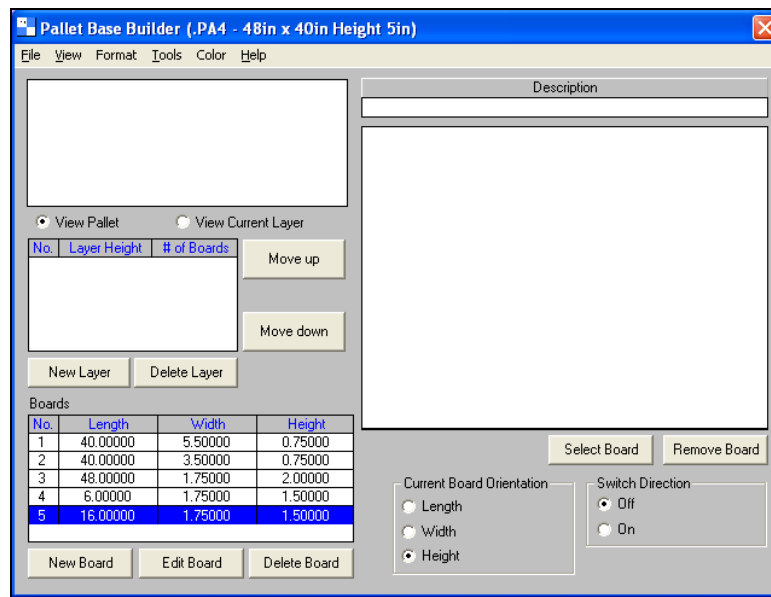 Pallet Base Builder (.PA4 - 48in x 40in Height 5in)
File View Format Tools Color Help
Description
View Pallet View Current Layer
No. Layer Height # of Boards
Move up
Move down
New Layer Delete Layer
Boards
No. Length Width Height
1 40.00000 5.50000 0.75000
2 40.00000 3.50000 0.75000
3 48.00000 1.75000 2.00000
4 6.00000 1.75000 1.50000
5 16.00000 1.75000 1.50000
New Board Edit Board Delete Board
Select Board Remove Board
Current Board Orientation
Length
Width
Height
Switch Direction
Off
On